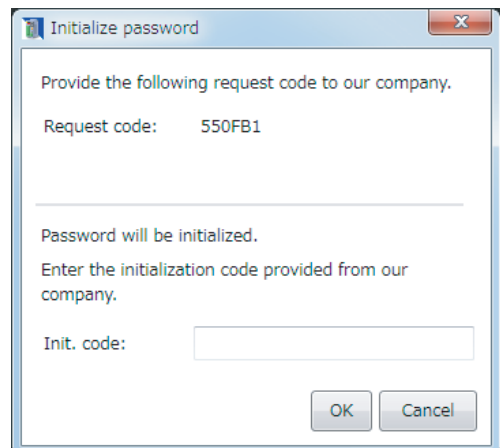 Initialize password
Provide the following request code to our company.
Request code: 550FB1
Password will be initialized.
Enter the initialization code provided from our
company.
Init. code:
OK Cancel